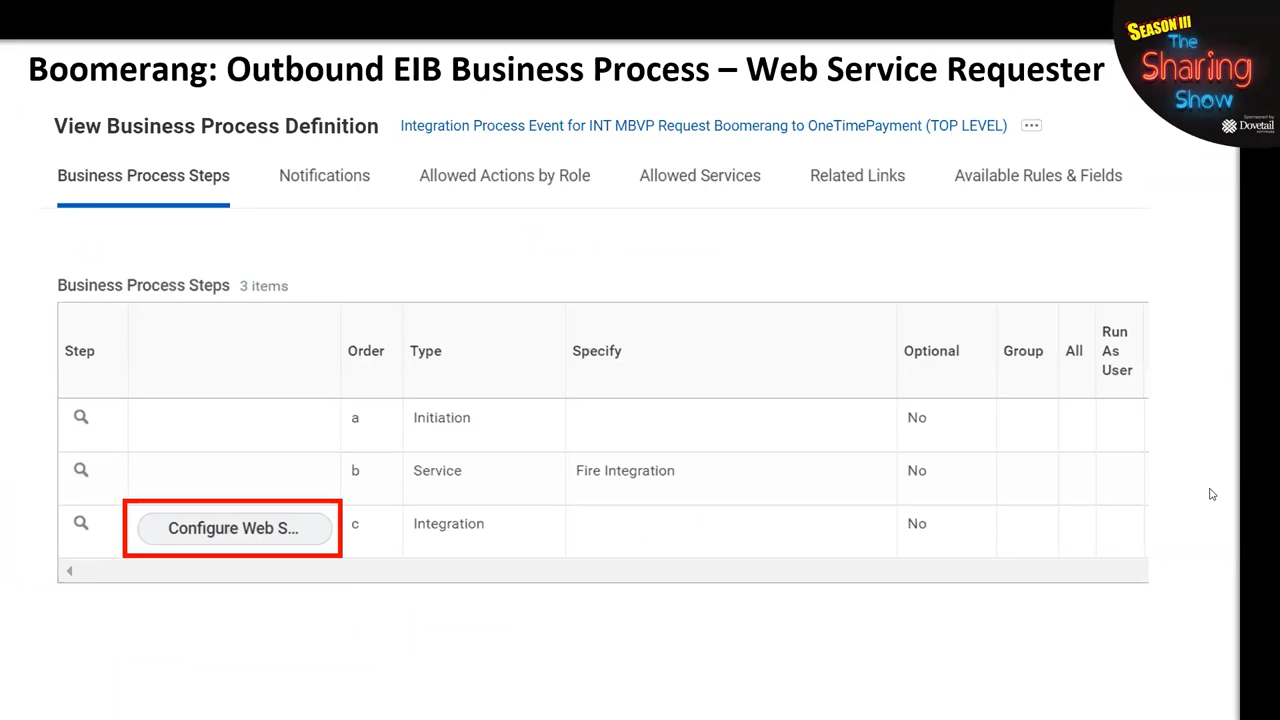 SEASON III
The
Sharing
Show
Sponsored by
Dovetail
SOFTWARE
Boomerang: Outbound EIB Business Process – Web Service Requester
View Business Process Definition Integration Process Event for INT MBVP Request Boomerang to OneTimePayment (TOP LEVEL)
Business Process Steps Notifications Allowed Actions by Role Allowed Services Related Links Available Rules & Fields
Business Process Steps 3 items
Step Order Type Specify Optional Group All Run As User
a Initiation No
b Service Fire Integration No
Configure Web S... c Integration No